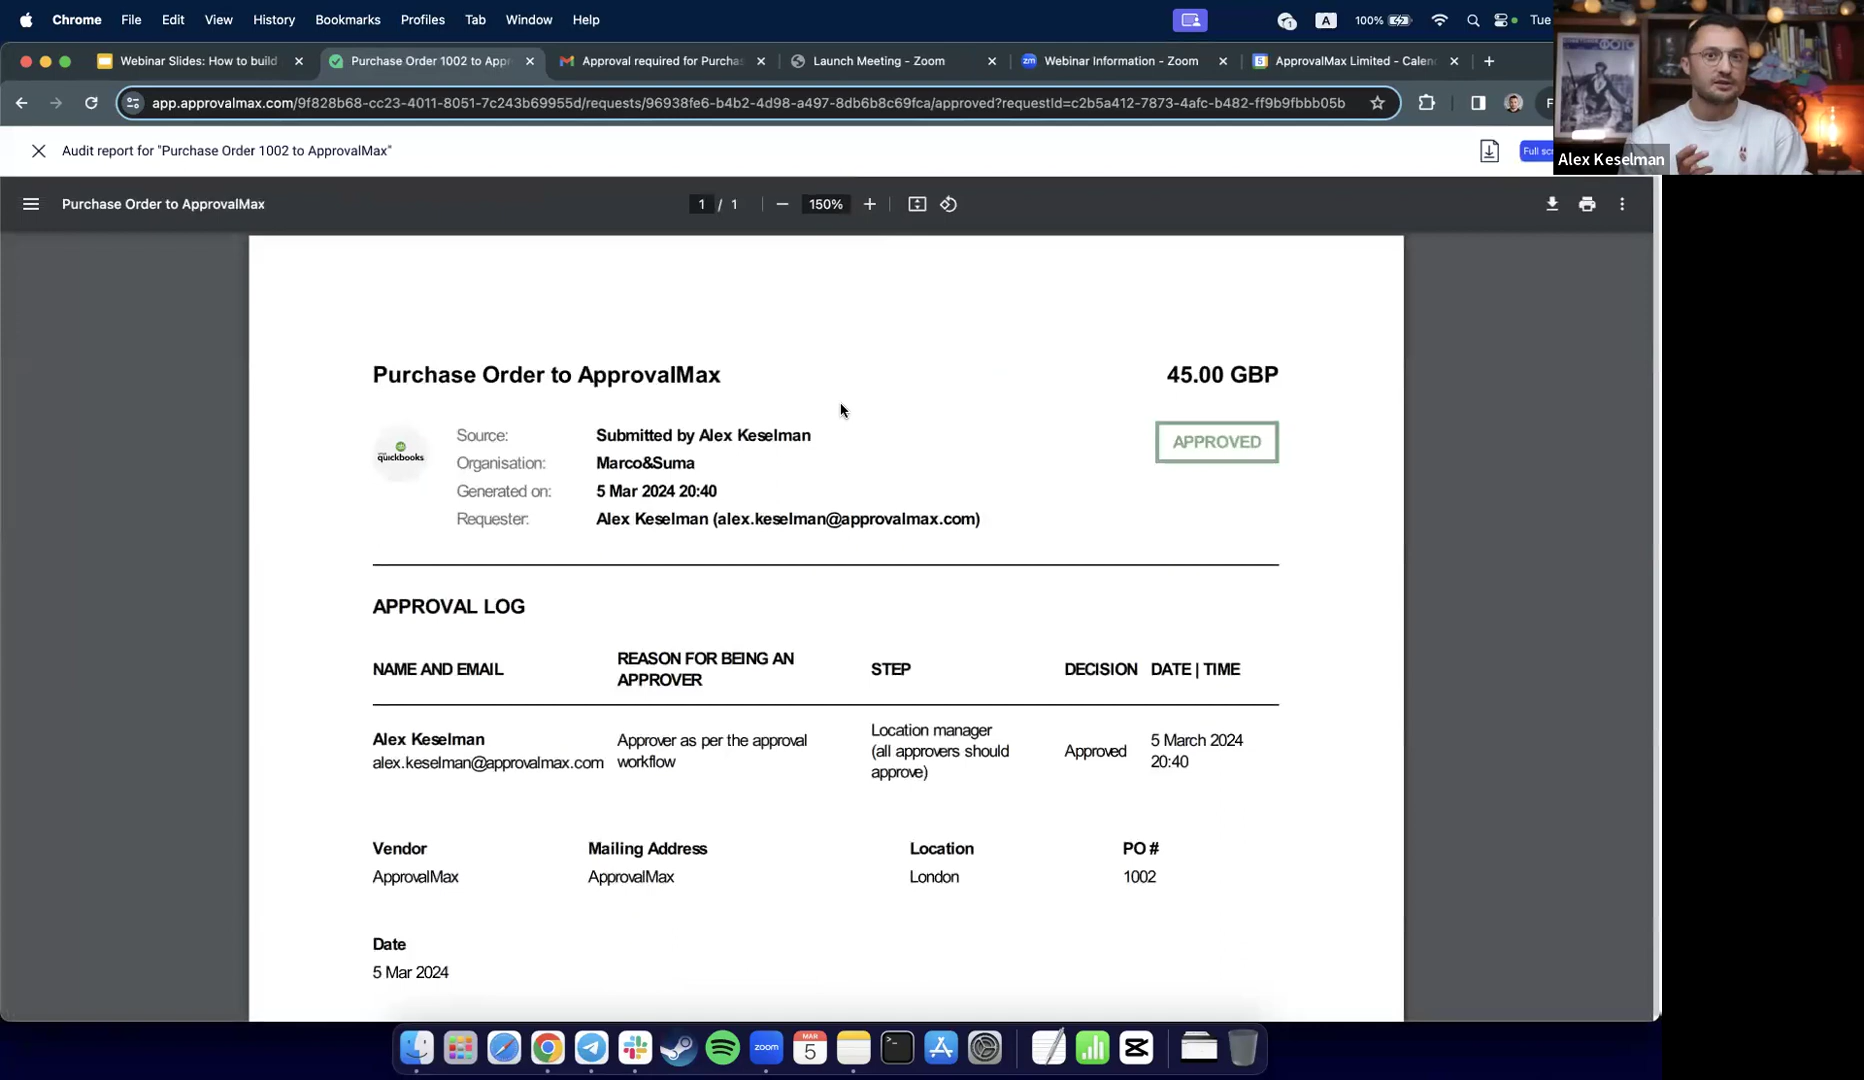 Chrome File Edit View History Bookmarks Profiles Tab Window Help
A 100% Tue
Webinar Slides: How to build
Purchase Order 1002 to Appr
Approval required for Purchas
Launch Meeting - Zoom
zm Webinar Information - Zoom
ApprovalMax Limited - Calend
app.approvalmax.com/9f828b68-cc23-4011-8051-7c243b69955d/requests/96938fe6-b4b2-4d98-a497-8db6b8c69fca/approved?requestId=c2b5a412-7873-4afc-b482-ff9b9fbbb05b
Audit report for "Purchase Order 1002 to ApprovalMax"
Full scr
Alex Keselman
Purchase Order to ApprovalMax
1 / 1
150%
Purchase Order to ApprovalMax
45.00 GBP
quickbooks
Source: Submitted by Alex Keselman
APPROVED
Organisation: Marco&Suma
Generated on: 5 Mar 2024 20:40
Requester: Alex Keselman (alex.keselman@approvalmax.com)
APPROVAL LOG
NAME AND EMAIL
REASON FOR BEING AN
APPROVER
STEP
DECISION
DATE | TIME
Alex Keselman
alex.keselman@approvalmax.com
Approver as per the approval
workflow
Location manager
(all approvers should
approve)
Approved
5 March 2024
20:40
Vendor
Mailing Address
Location
PO #
ApprovalMax
ApprovalMax
London
1002
Date
5 Mar 2024
zoom
MAR
5